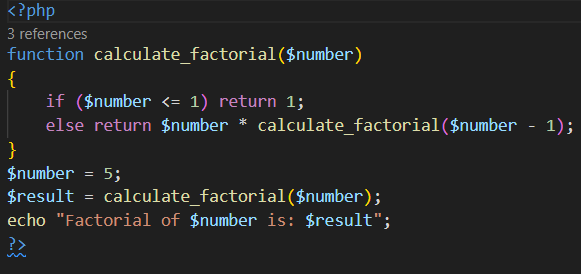 <?php
3 references
function calculate_factorial($number)
{
    if ($number <= 1) return 1;
    else return $number * calculate_factorial($number - 1);
}
$number = 5;
$result = calculate_factorial($number);
echo "Factorial of $number is: $result";
?>